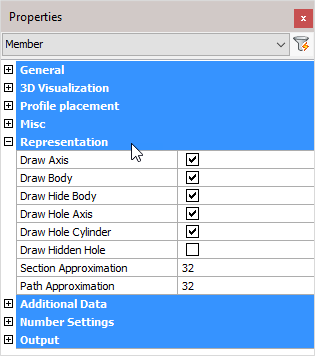 Properties
Member
General
3D Visualization
Profile placement
Misc
Representation
Draw Axis
Draw Body
Draw Hide Body
Draw Hole Axis
Draw Hole Cylinder
Draw Hidden Hole
Section Approximation 32
Path Approximation 32
Additional Data
Number Settings
Output